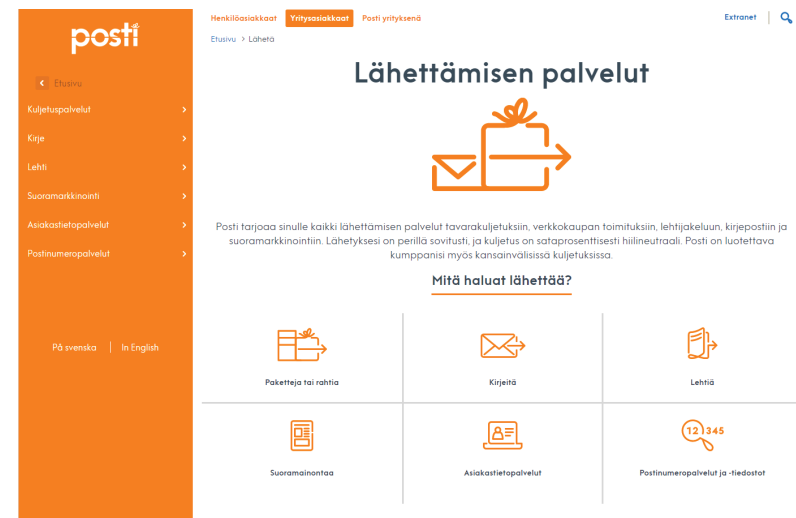 posti
Etusivu
Kuljetuspalvelut
Kirje
Lehti
Suoramarkkinointi
Asiakastietopalvelut
Postinumeropalvelut
På svenska | In English
Henkilöasiakkaat Yritysasiakkaat Posti yrityksenä Extranet
Etusivu > Lähetä
Lähettämisen palvelut
Posti tarjoaa sinulle kaikki lähettämisen palvelut tavarakuljetuksiin, verkkokaupan toimituksiin, lehtijakeluun, kirjepostiin ja
suoramarkkinointiin. Lähetyksesi on perillä sovitusti, ja kuljetus on sataprosenttisesti hiilineutraali. Posti on luotettava
kumppanisi myös kansainvälisissä kuljetuksissa.
Mitä haluat lähettää?
Paketteja tai rahtia
Kirjeitä
Lehtiä
Suoramainontaa
Asiakastietopalvelut
12345
Postinumeropalvelut ja -tiedostot